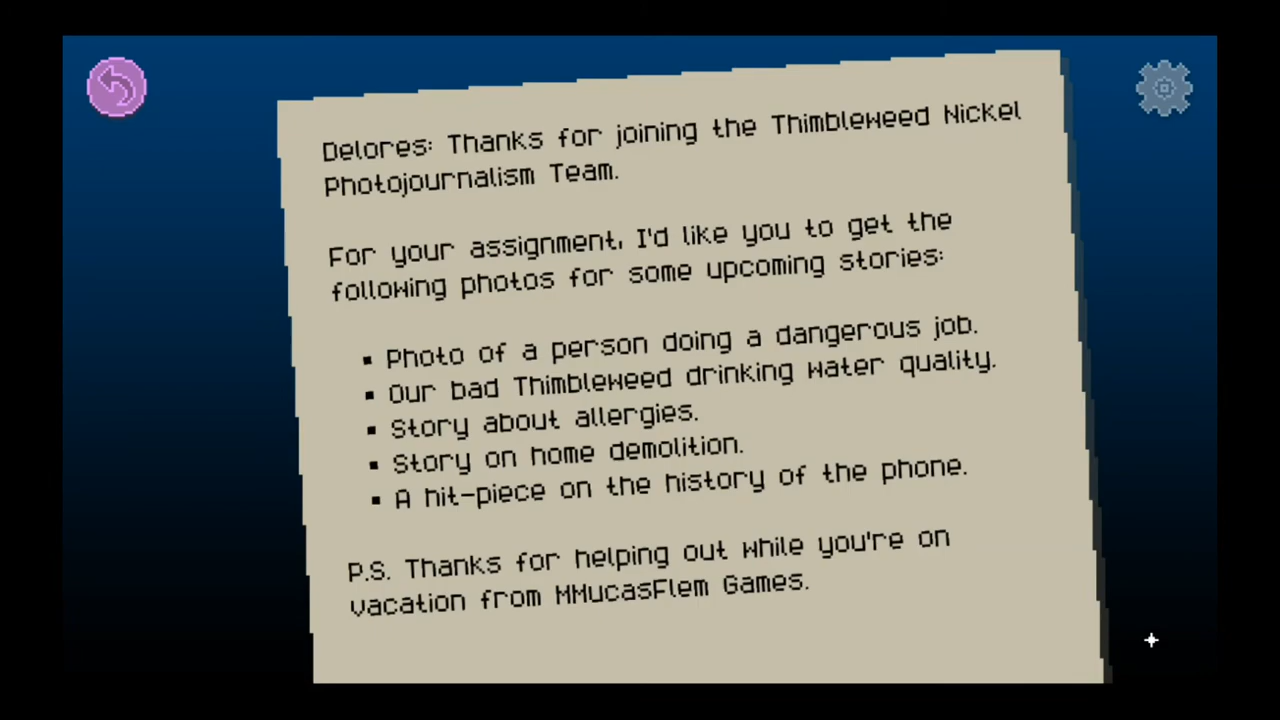 Delores: Thanks for joining the Thimbleweed Nickel
Photojournalism Team.
For your assignment, I'd like you to get the
following photos for some upcoming stories:
▪ Photo of a person doing a dangerous job.
▪ Our bad Thimbleweed drinking water quality.
▪ Story about allergies.
▪ Story on home demolition.
▪ A hit-piece on the history of the phone.
P.S. Thanks for helping out while you're on
vacation from MMucasFlem Games.